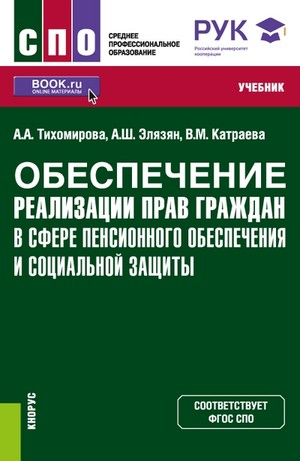 СПО
СРЕДНЕЕ
ПРОФЕССИОНАЛЬНОЕ
ОБРАЗОВАНИЕ
РУК
Российский университет
кооперации
BOOK.ru
ONLINE МАТЕРИАЛЫ
УЧЕБНИК
А.А. Тихомирова, А.Ш. Элязян, В.М. Катраева
ОБЕСПЕЧЕНИЕ
РЕАЛИЗАЦИИ ПРАВ ГРАЖДАН
В СФЕРЕ ПЕНСИОННОГО ОБЕСПЕЧЕНИЯ
И СОЦИАЛЬНОЙ ЗАЩИТЫ
КНОРУС
СООТВЕТСТВУЕТ
ФГОС СПО